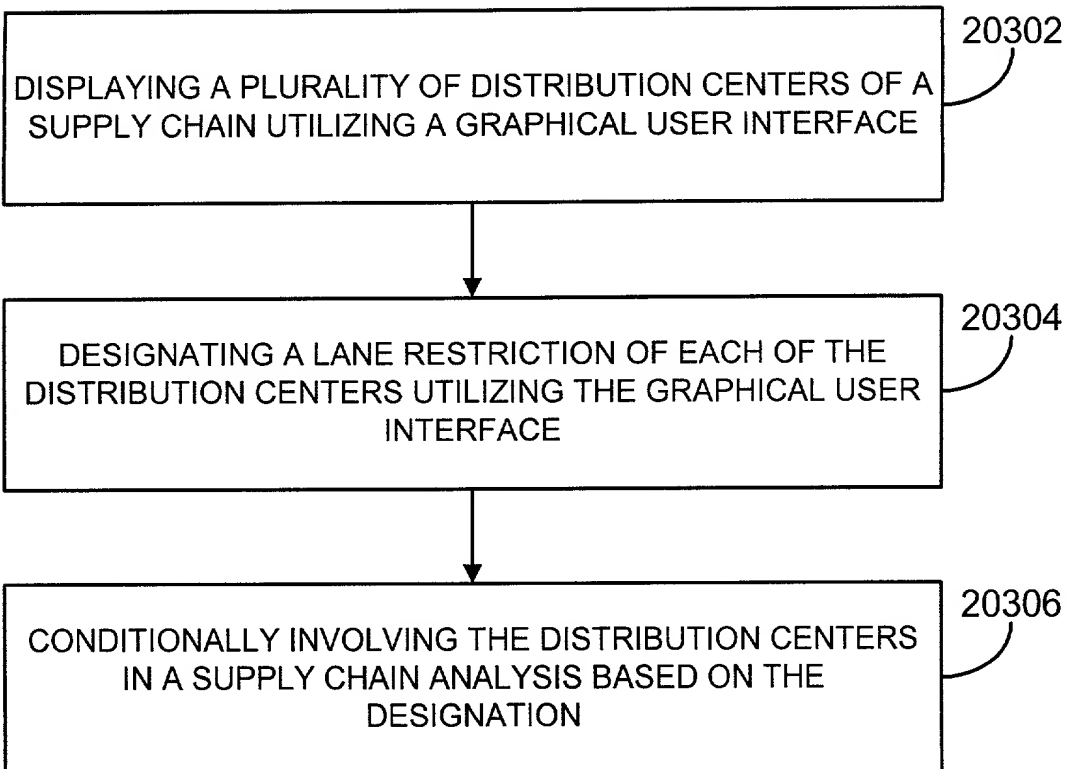 20302
DISPLAYING A PLURALITY OF DISTRIBUTION CENTERS OF A
SUPPLY CHAIN UTILIZING A GRAPHICAL USER INTERFACE
20304
DESIGNATING A LANE RESTRICTION OF EACH OF THE
DISTRIBUTION CENTERS UTILIZING THE GRAPHICAL USER
INTERFACE
20306
CONDITIONALLY INVOLVING THE DISTRIBUTION CENTERS
IN A SUPPLY CHAIN ANALYSIS BASED ON THE
DESIGNATION